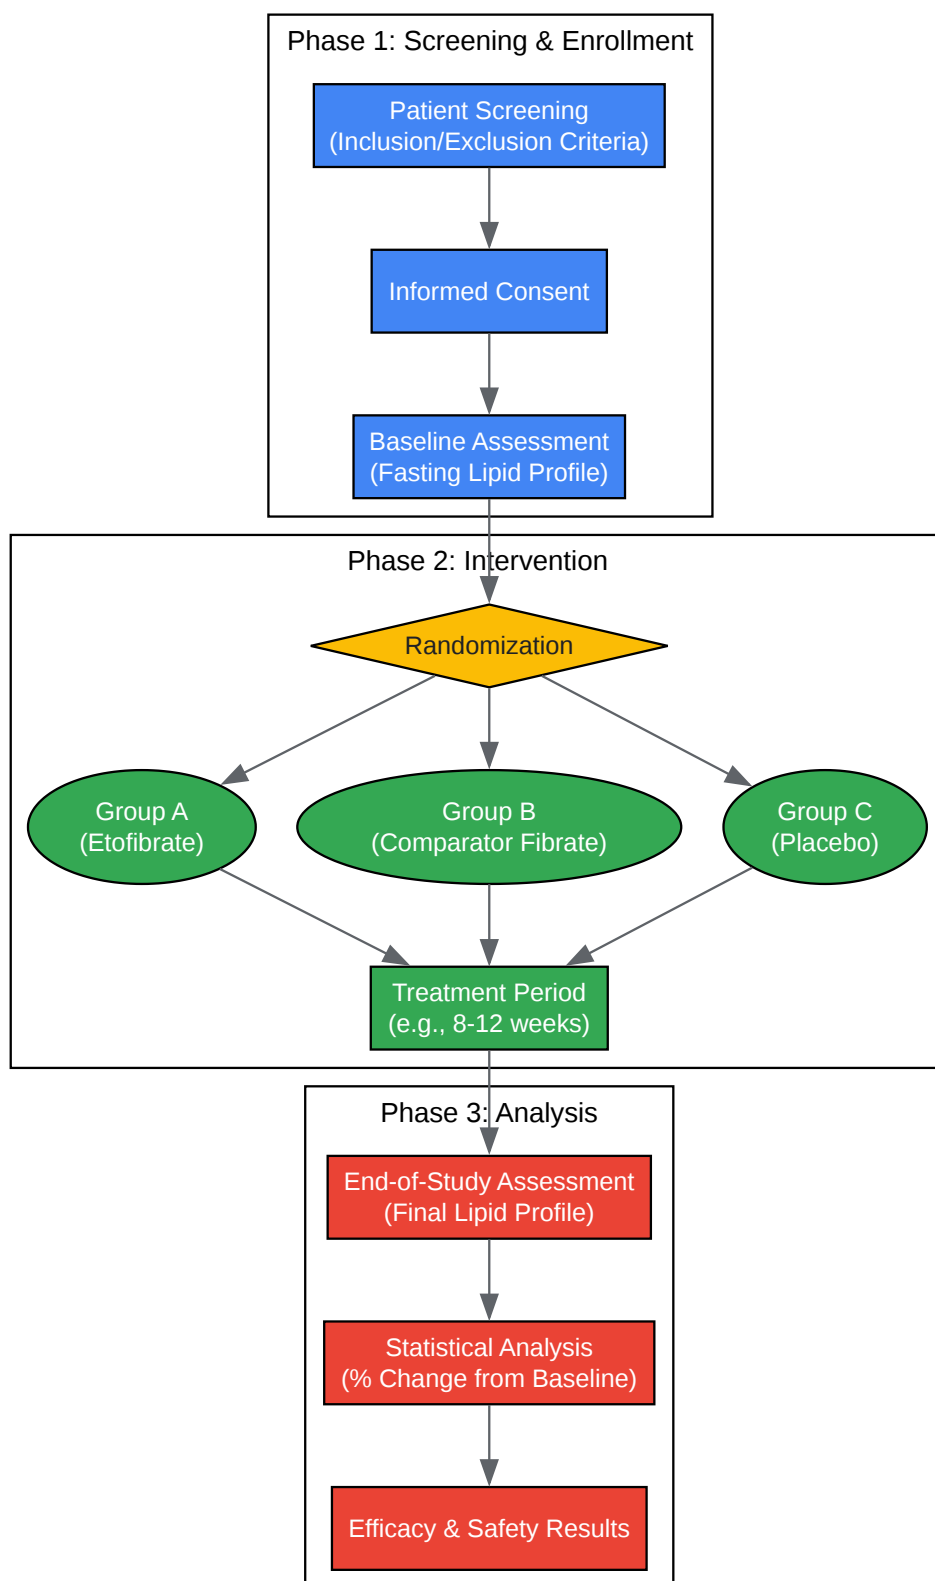 Phase 1: Screening & Enrollment
Patient Screening
(Inclusion/Exclusion Criteria)
Informed Consent
Baseline Assessment
(Fasting Lipid Profile)
Phase 2: Intervention
Randomization
Group A
(Etofibrate)
Group B
(Comparator Fibrate)
Group C
(Placebo)
Treatment Period
(e.g., 8-12 weeks)
Phase 3: Analysis
End-of-Study Assessment
(Final Lipid Profile)
Statistical Analysis
(% Change from Baseline)
Efficacy & Safety Results